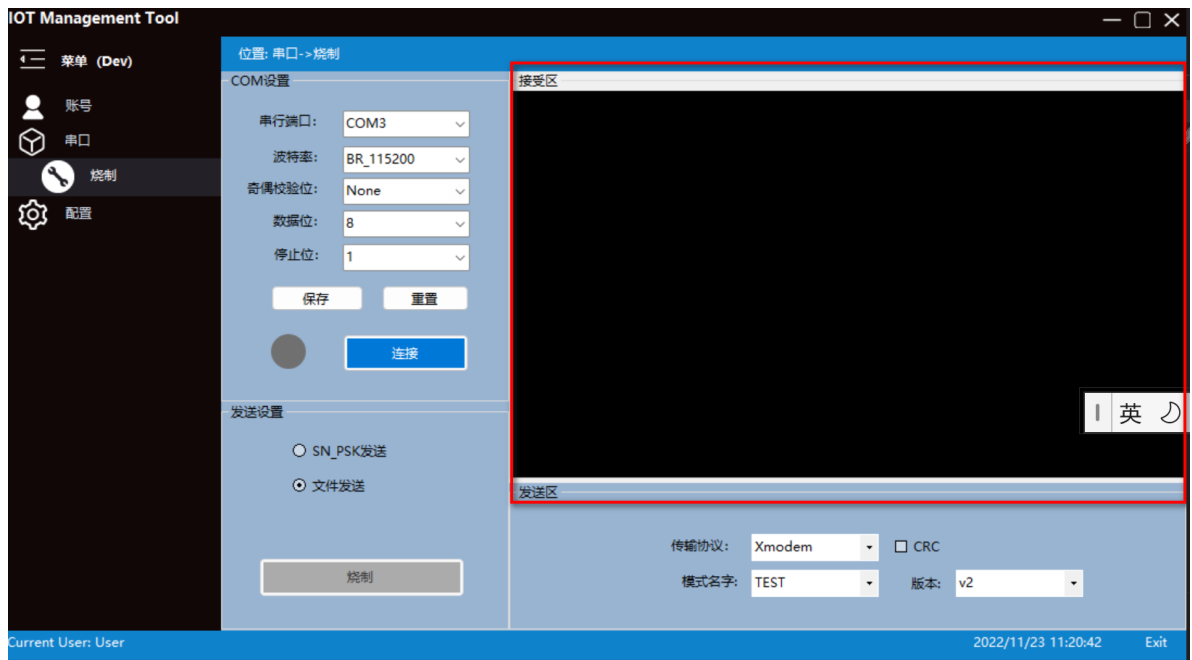 IOT Management Tool
菜单 (Dev)
账号
串口
烧制
配置
位置: 串口->烧制
COM设置
串行端口: COM3
波特率: BR_115200
奇偶校验位: None
数据位: 8
停止位: 1
保存 重置
连接
发送设置
SN_PSK发送
文件发送
烧制
接受区
英
发送区
传输协议: Xmodem CRC
模式名字: TEST 版本: v2
Current User: User 2022/11/23 11:20:42 Exit